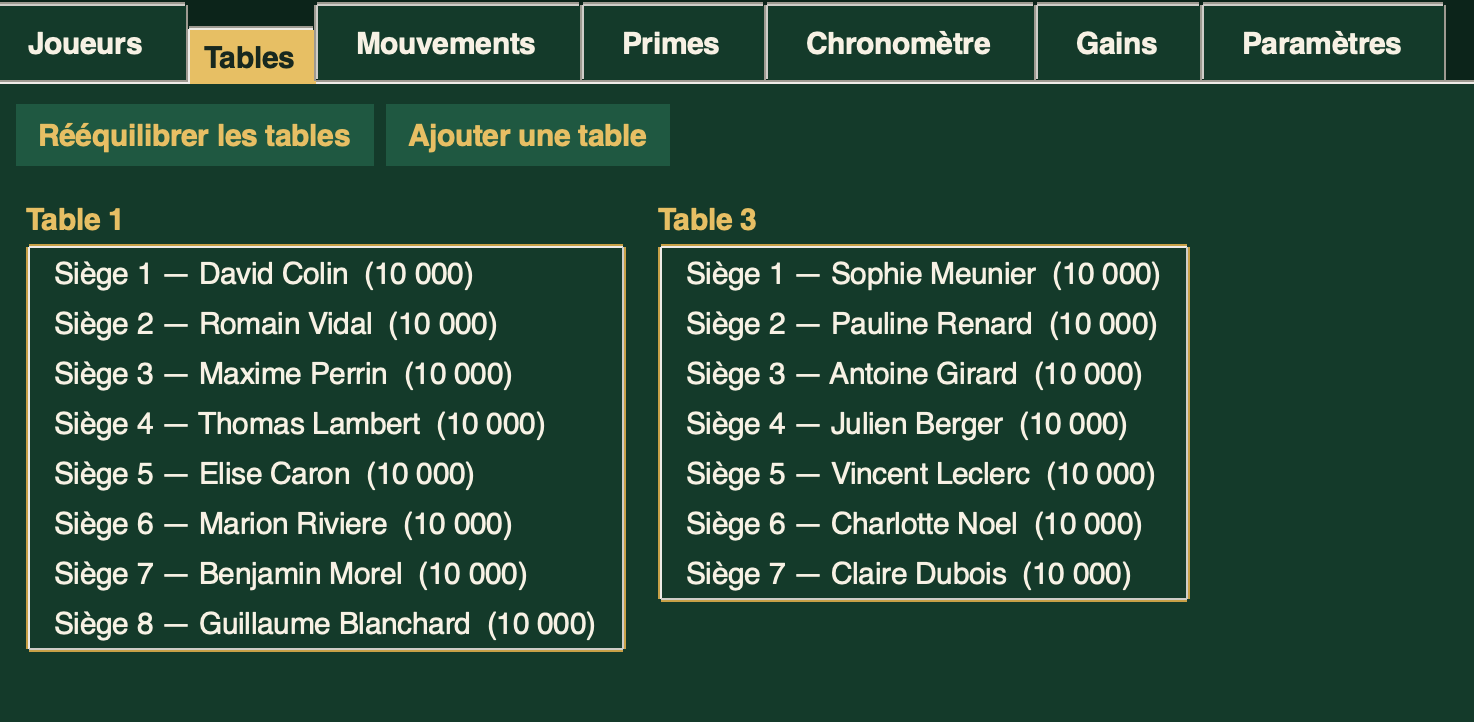 Joueurs
Tables
Mouvements
Primes
Chronomètre
Gains
Paramètres
Rééquilibrer les tables
Ajouter une table
Table 1
Siège 1 — David Colin (10 000)
Siège 2 — Romain Vidal (10 000)
Siège 3 — Maxime Perrin (10 000)
Siège 4 — Thomas Lambert (10 000)
Siège 5 — Elise Caron (10 000)
Siège 6 — Marion Riviere (10 000)
Siège 7 — Benjamin Morel (10 000)
Siège 8 — Guillaume Blanchard (10 000)
Table 3
Siège 1 — Sophie Meunier (10 000)
Siège 2 — Pauline Renard (10 000)
Siège 3 — Antoine Girard (10 000)
Siège 4 — Julien Berger (10 000)
Siège 5 — Vincent Leclerc (10 000)
Siège 6 — Charlotte Noel (10 000)
Siège 7 — Claire Dubois (10 000)